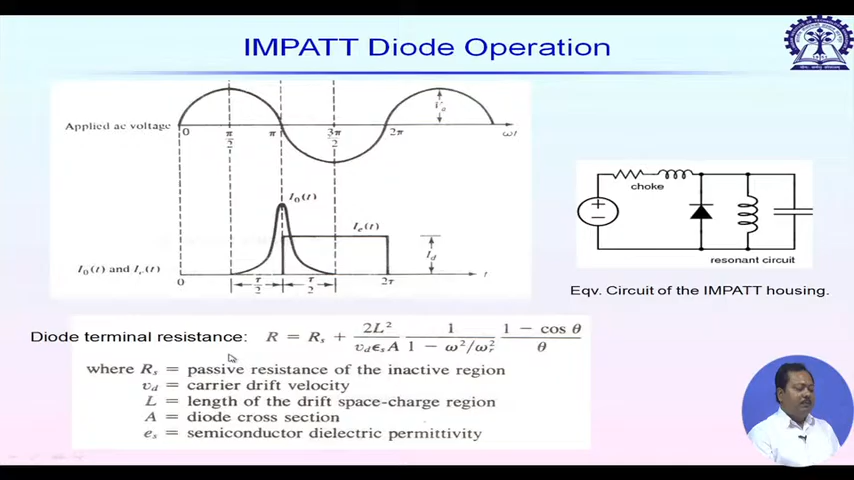 IMPATT Diode Operation
Applied ac voltage
0
π/2
π
3π/2
2π
ωt
V_a
I_0(t)
I_e(t)
I_d
I_0(t) and I_e(t)
0
τ/2
τ/2
2τ
t
choke
resonant circuit
Eqv. Circuit of the IMPATT housing.
Diode terminal resistance: R = R_s + 2L²/(v_dϵ_sA) 1/(1 − ω²/ω_r²) (1 − cos θ)/θ
where R_s = passive resistance of the inactive region
v_d = carrier drift velocity
L = length of the drift space-charge region
A = diode cross section
e_s = semiconductor dielectric permittivity